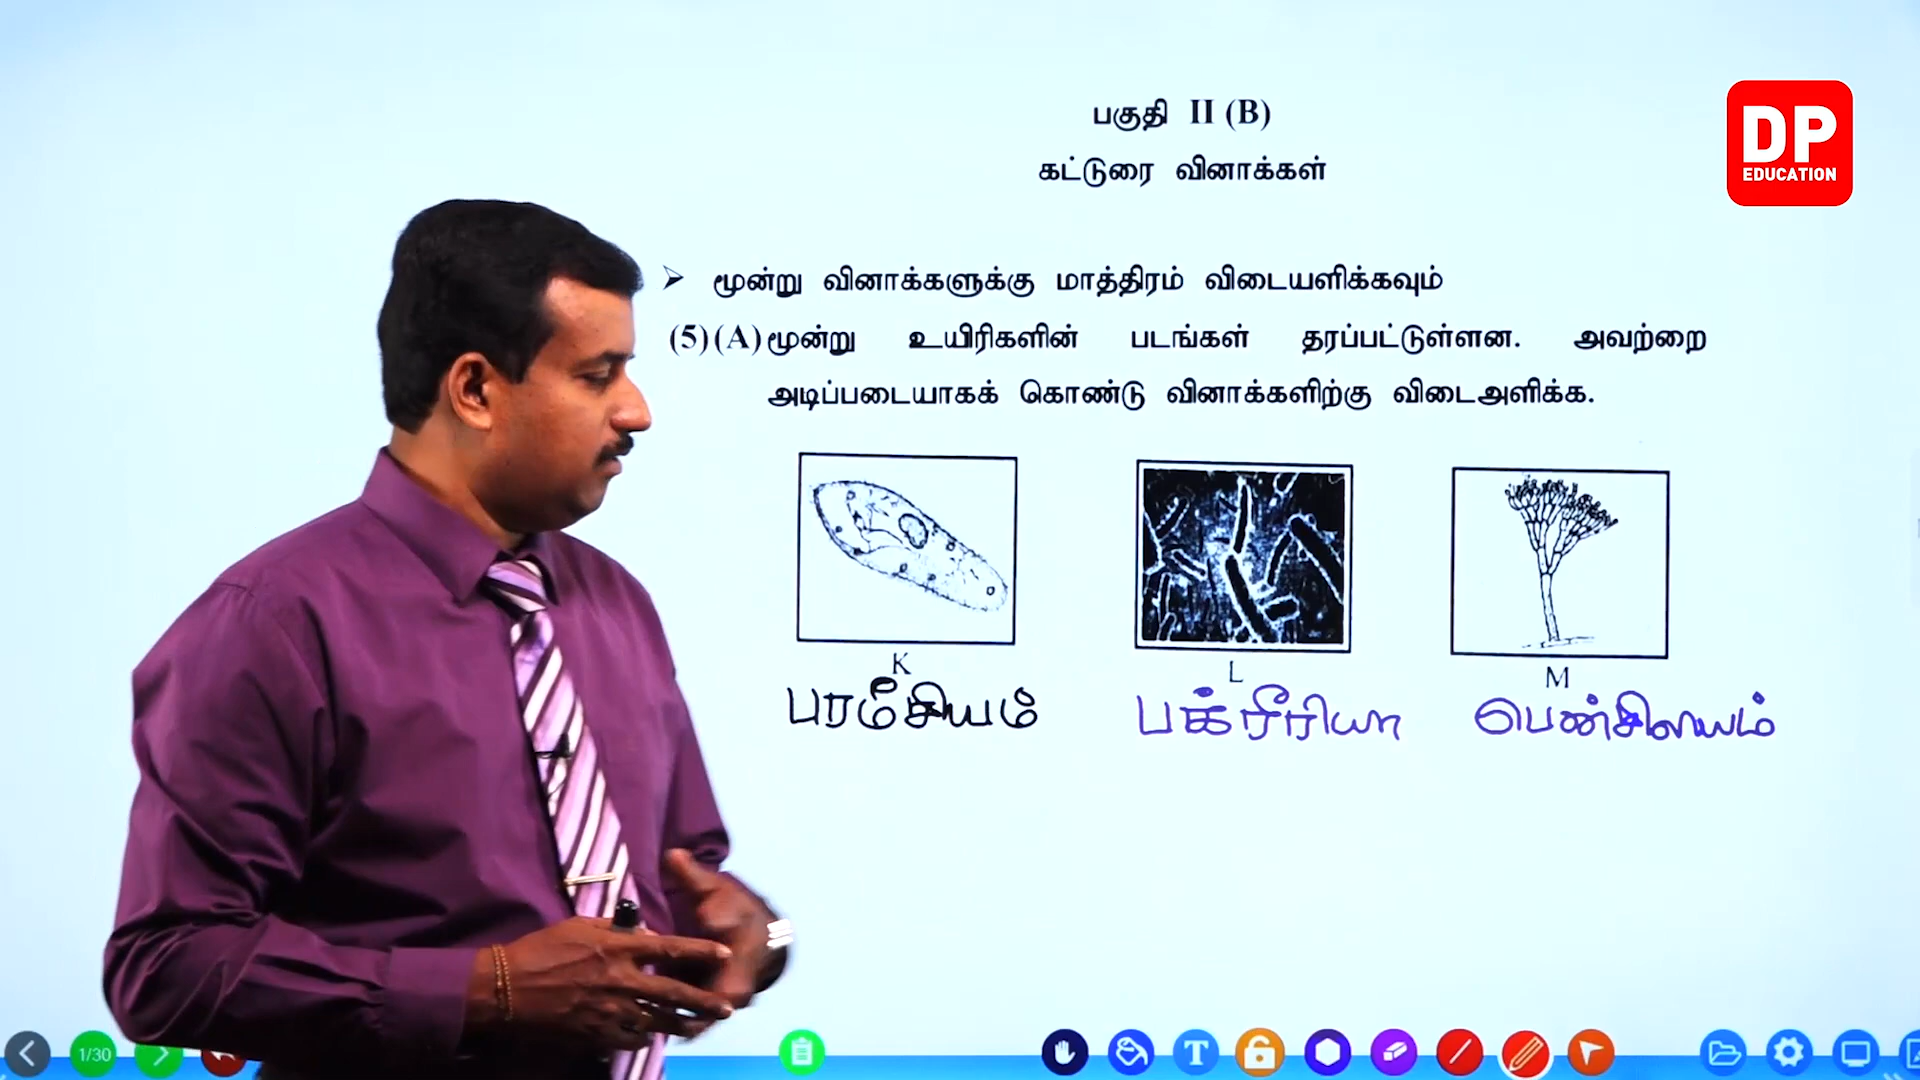 DP
EDUCATION
பகுதி II (B)
கட்டுரை வினாக்கள்
➢ மூன்று வினாக்களுக்கு மாத்திரம் விடையளிக்கவும்
(5)(A)மூன்று உயிரிகளின் படங்கள் தரப்பட்டுள்ளன. அவற்றை
அடிப்படையாகக் கொண்டு வினாக்களிற்கு விடைஅளிக்க.
K L M
பரமீசியம் பக்ரீரியா பென்சிலியம்
1/30
T